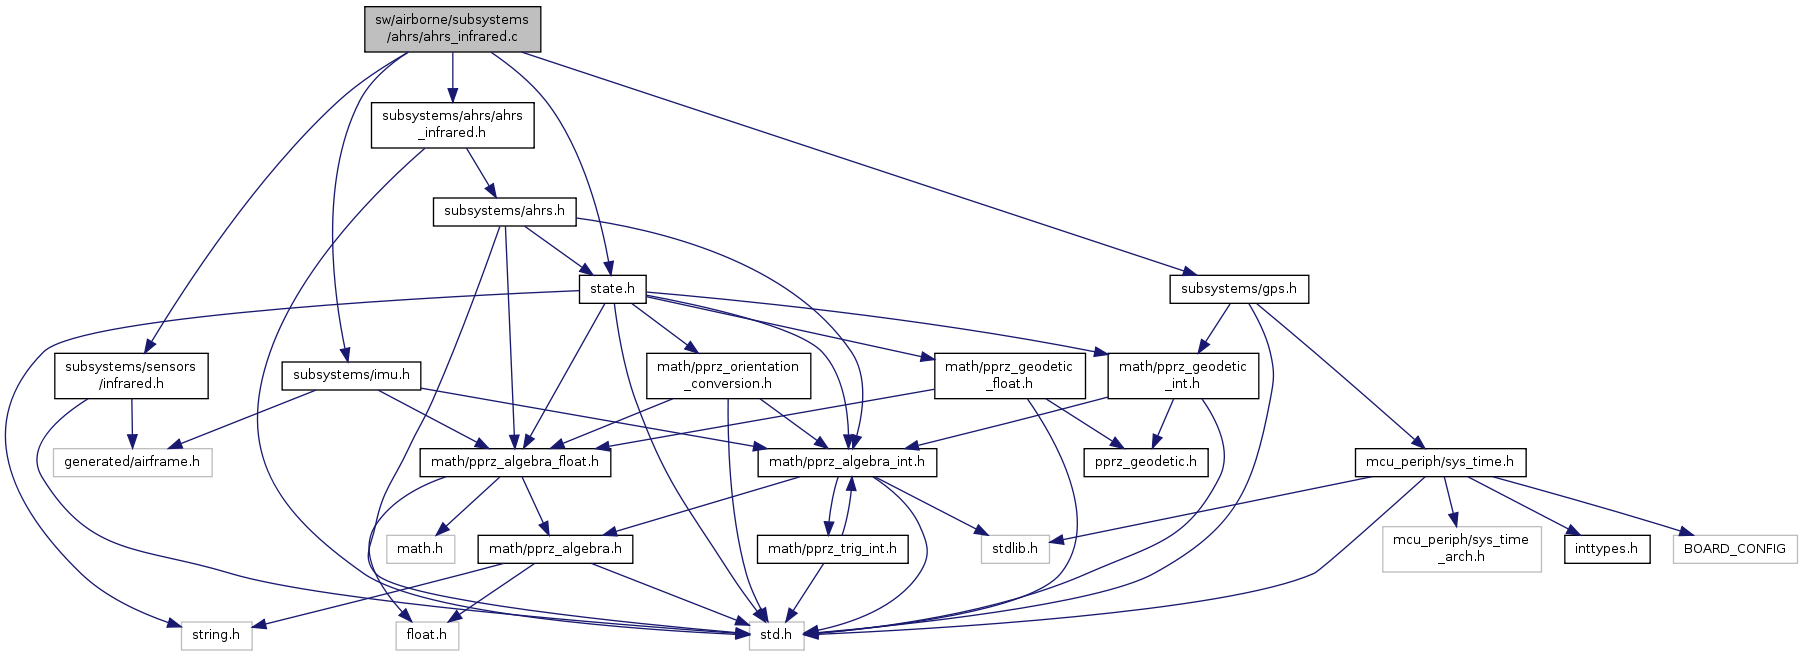 sw/airborne/subsystems
/ahrs/ahrs_infrared.c
subsystems/ahrs/ahrs
_infrared.h
subsystems/ahrs.h
state.h
subsystems/gps.h
subsystems/sensors
/infrared.h
subsystems/imu.h
math/pprz_orientation
_conversion.h
math/pprz_geodetic
_float.h
math/pprz_geodetic
_int.h
generated/airframe.h
math/pprz_algebra_float.h
math/pprz_algebra_int.h
pprz_geodetic.h
mcu_periph/sys_time.h
math.h
math/pprz_algebra.h
math/pprz_trig_int.h
stdlib.h
mcu_periph/sys_time
_arch.h
inttypes.h
BOARD_CONFIG
string.h
float.h
std.h